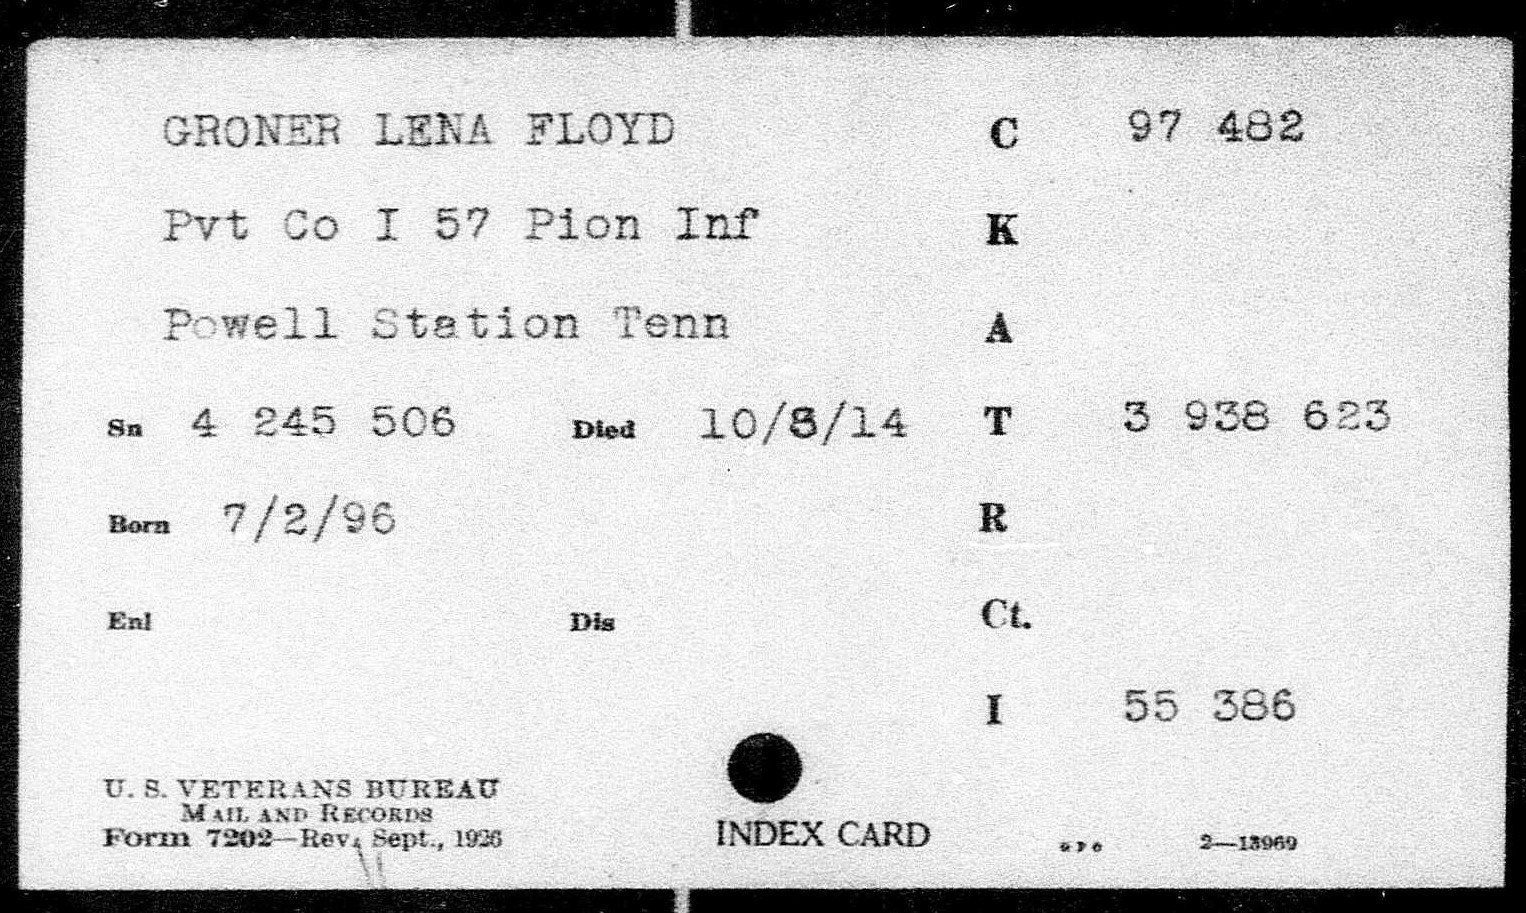 GRONER LENA FLOYD C 97 482
Pvt Co I 57 Pion Inf K
Powell Station Tenn A
Sn 4 245 506 Died 10/8/14 T 3 938 623
Born 7/2/96 R
Enl Dis Ct.
I 55 386
U. S. VETERANS BUREAU
MAIL AND RECORDS
Form 7202—Rev. Sept., 1926
INDEX CARD
2—13969